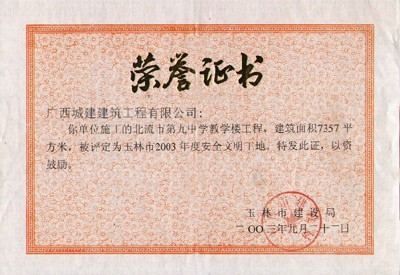 荣誉证书
广西城建建筑工程有限公司:
你单位施工的北流市第九中学教学楼工程，建筑面积7357 平
方米，被评定为玉林市2003 年度安全文明工地。特发此证，以资
鼓励。
玉林市建设局
二OO三年九月二十二日